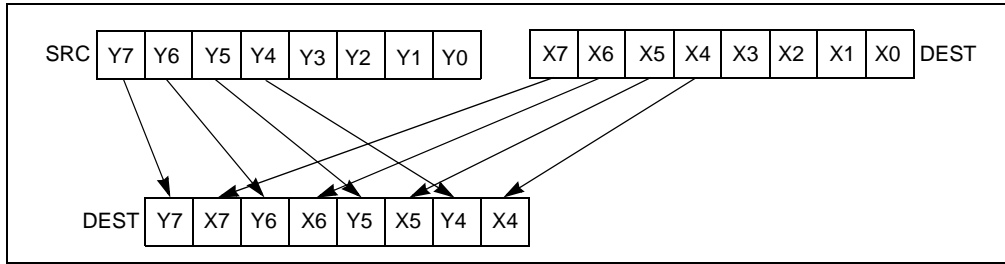 SRC Y7 Y6 Y5 Y4 Y3 Y2 Y1 Y0 X7 X6 X5 X4 X3 X2 X1 X0 DEST
DEST Y7 X7 Y6 X6 Y5 X5 Y4 X4